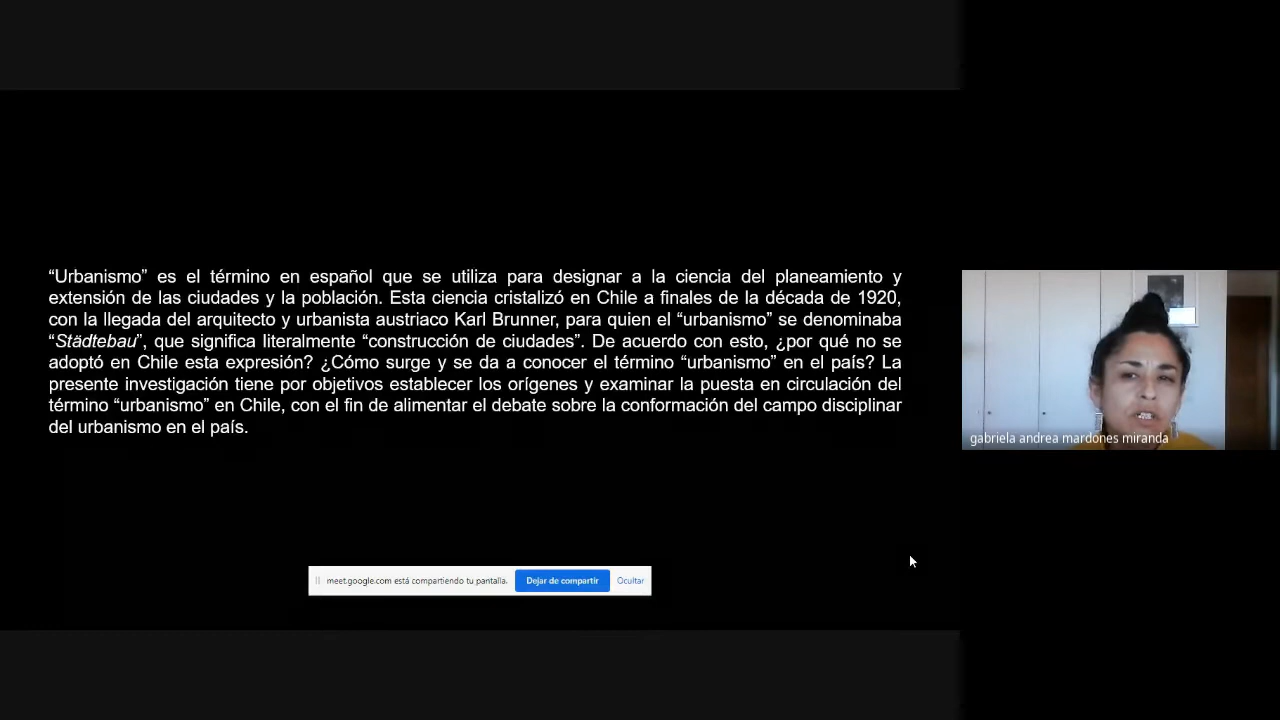 “Urbanismo” es el término en español que se utiliza para designar a la ciencia del planeamiento y
extensión de las ciudades y la población. Esta ciencia cristalizó en Chile a finales de la década de 1920,
con la llegada del arquitecto y urbanista austriaco Karl Brunner, para quien el “urbanismo” se denominaba
“Städtebau”, que significa literalmente “construcción de ciudades”. De acuerdo con esto, ¿por qué no se
adoptó en Chile esta expresión? ¿Cómo surge y se da a conocer el término “urbanismo” en el país? La
presente investigación tiene por objetivos establecer los orígenes y examinar la puesta en circulación del
término “urbanismo” en Chile, con el fin de alimentar el debate sobre la conformación del campo disciplinar
del urbanismo en el país.
gabriela andrea mardones miranda
meet.google.com está compartiendo tu pantalla. Dejar de compartir Ocultar